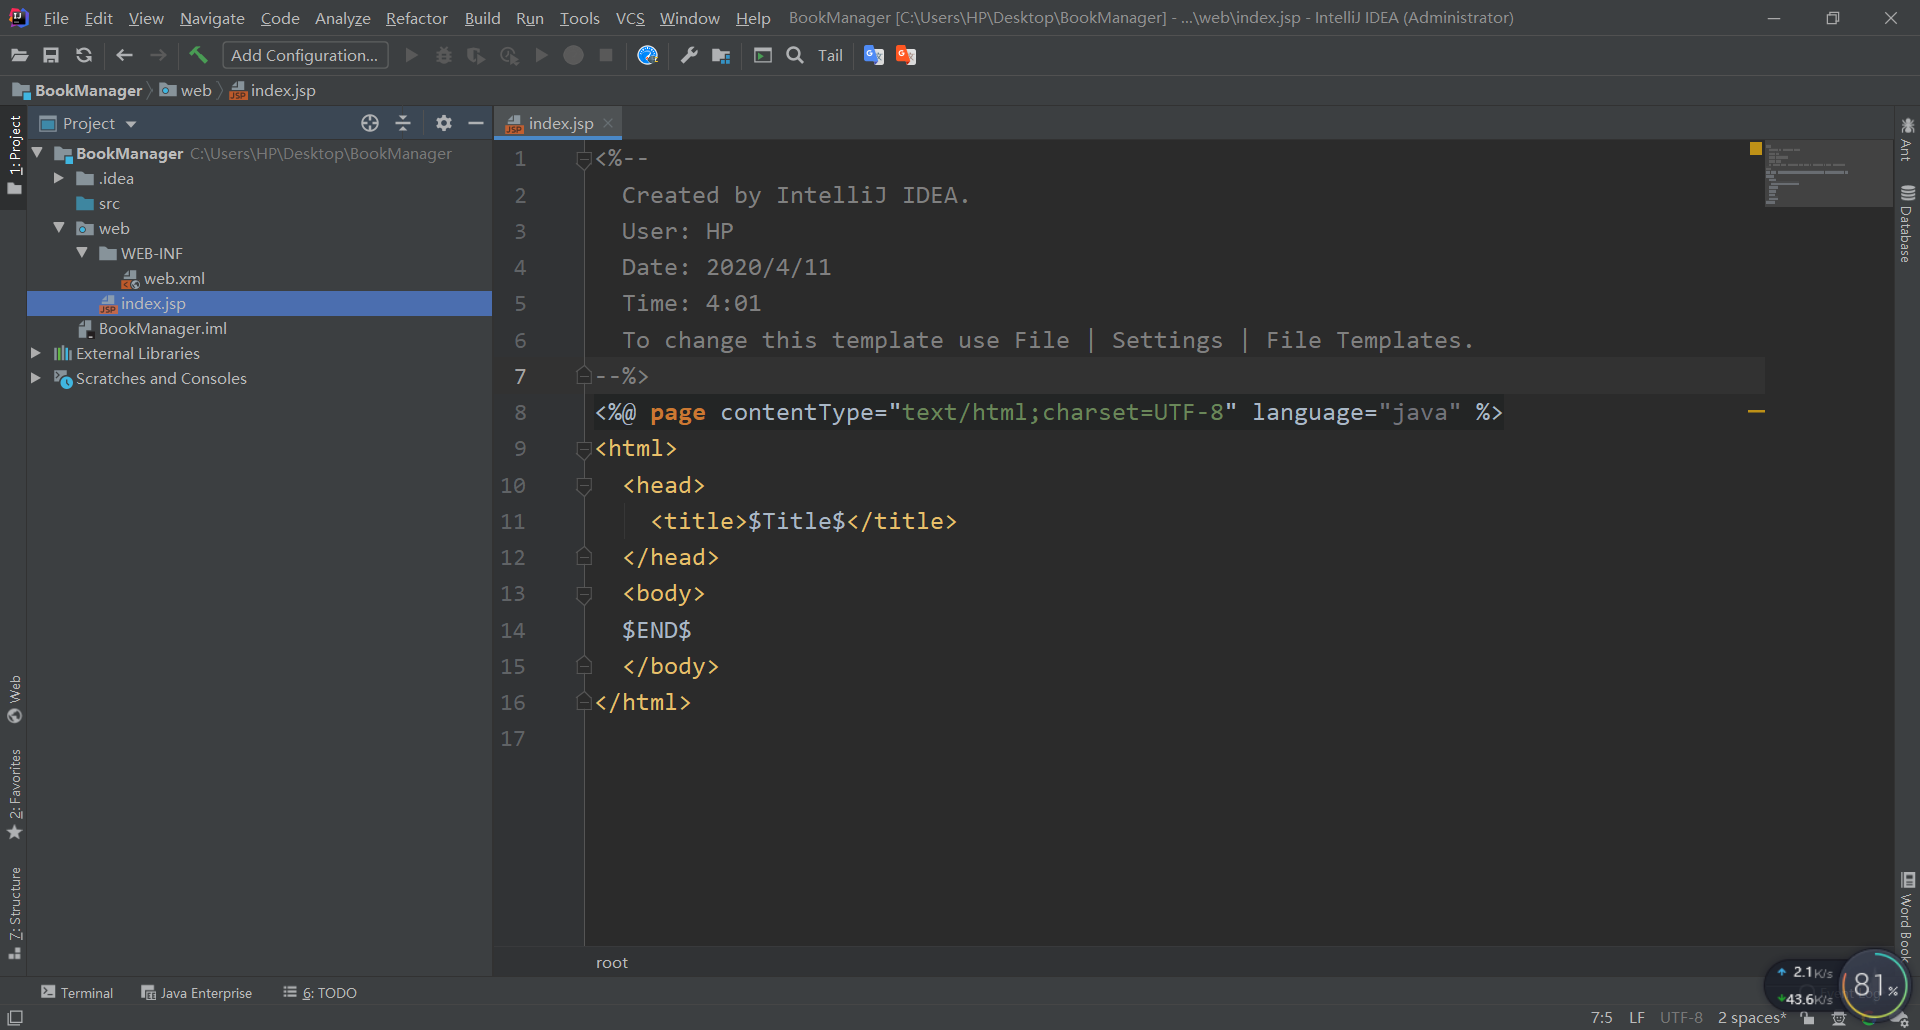 File Edit View Navigate Code Analyze Refactor Build Run Tools VCS Window Help BookManager [C:\Users\HP\Desktop\BookManager] - ...\web\index.jsp - IntelliJ IDEA (Administrator)
Add Configuration... Tail
BookManager web index.jsp
1: Project
Project
index.jsp
BookManager C:\Users\HP\Desktop\BookManager
.idea
src
web
WEB-INF
web.xml
index.jsp
BookManager.iml
External Libraries
Scratches and Consoles
1 <%--
2 Created by IntelliJ IDEA.
3 User: HP
4 Date: 2020/4/11
5 Time: 4:01
6 To change this template use File | Settings | File Templates.
7 --%>
8 <%@ page contentType="text/html;charset=UTF-8" language="java" %>
9 <html>
10 <head>
11 <title>$Title$</title>
12 </head>
13 <body>
14 $END$
15 </body>
16 </html>
17
Ant
Database
Word Book
Web
2: Favorites
7: Structure
root
2.1K/s
43.6K/s
81%
Terminal Java Enterprise 6: TODO
7:5 LF UTF-8 2 spaces*